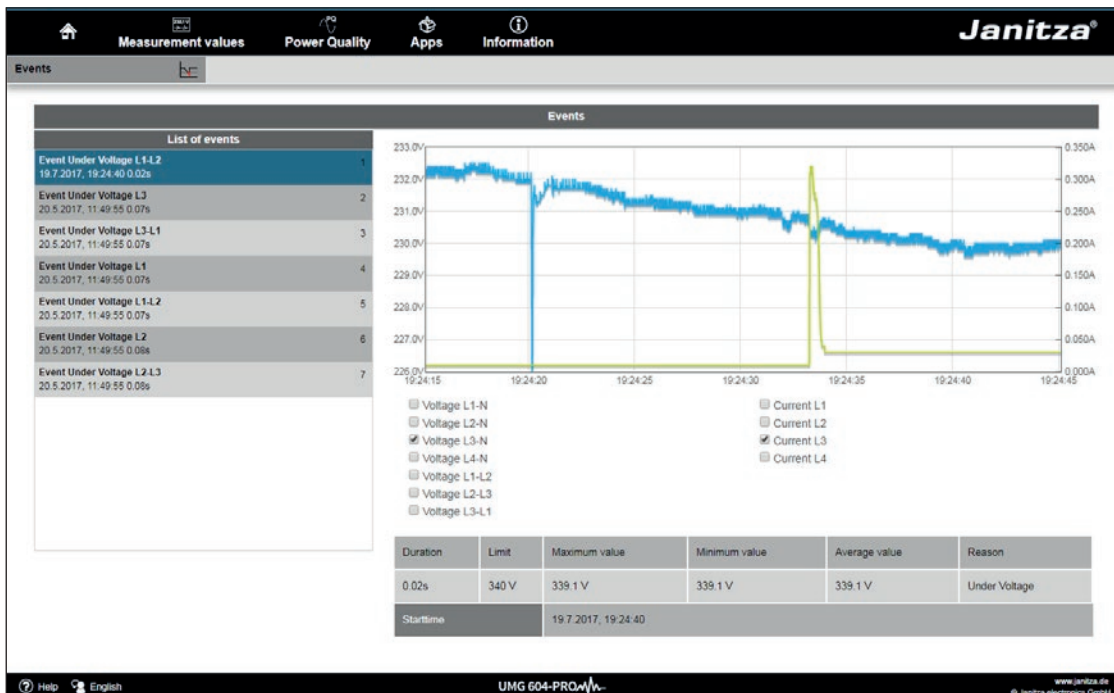 Measurement values
Power Quality
Apps
Information
Janitza®
Events
Events
List of events
Event Under Voltage L1-L2 1
19.7.2017, 19:24:40 0.02s
Event Under Voltage L3 2
20.5.2017, 11:49:55 0.07s
Event Under Voltage L3-L1 3
20.5.2017, 11:49:55 0.07s
Event Under Voltage L1 4
20.5.2017, 11:49:55 0.07s
Event Under Voltage L1-L2 5
20.5.2017, 11:49:55 0.07s
Event Under Voltage L2 6
20.5.2017, 11:49:55 0.08s
Event Under Voltage L2-L3 7
20.5.2017, 11:49:55 0.08s
233.0V 0.350A
232.0V 0.300A
231.0V 0.250A
230.0V 0.200A
229.0V 0.150A
228.0V 0.100A
227.0V 0.050A
226.0V 0.000A
19:24:15 19:24:20 19:24:25 19:24:30 19:24:35 19:24:40 19:24:45
Voltage L1-N Current L1
Voltage L2-N Current L2
Voltage L3-N Current L3
Voltage L4-N Current L4
Voltage L1-L2
Voltage L2-L3
Voltage L3-L1
Duration Limit Maximum value Minimum value Average value Reason
0.02s 340 V 339.1 V 339.1 V 339.1 V Under Voltage
Starttime 19.7.2017, 19:24:40
Help English UMG 604-PRO www.janitza.de
© Janitza electronics GmbH